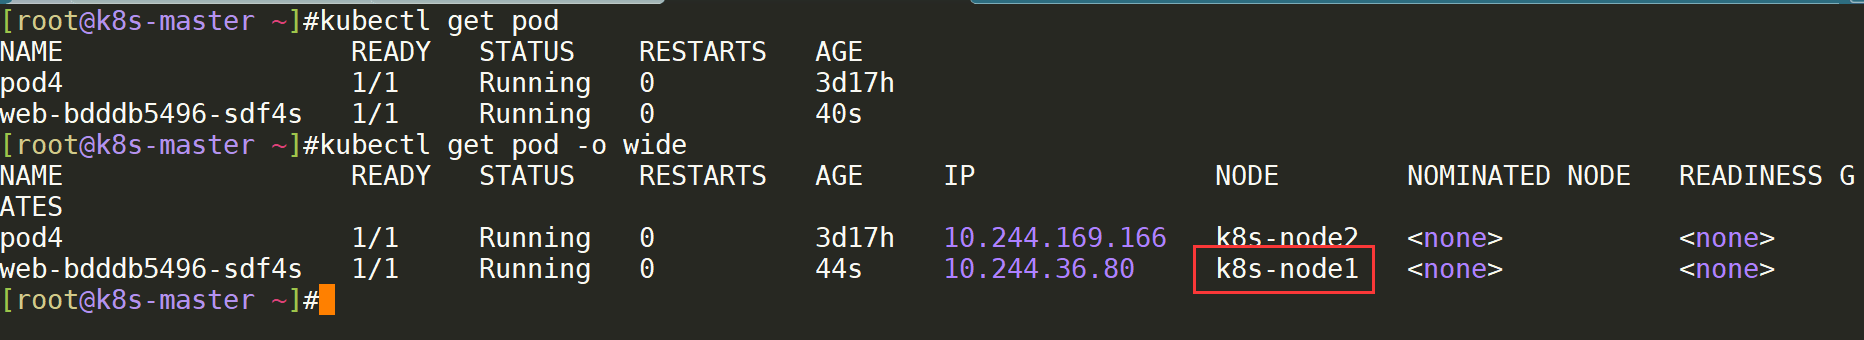 [root@k8s-master ~]#kubectl get pod
NAME                  READY   STATUS    RESTARTS   AGE
pod4                  1/1     Running   0          3d17h
web-bdddb5496-sdf4s   1/1     Running   0          40s
[root@k8s-master ~]#kubectl get pod -o wide
NAME                  READY   STATUS    RESTARTS   AGE     IP               NODE        NOMINATED NODE   READINESS G
ATES
pod4                  1/1     Running   0          3d17h   10.244.169.166   k8s-node2   <none>           <none>
web-bdddb5496-sdf4s   1/1     Running   0          44s     10.244.36.80     k8s-node1   <none>           <none>
[root@k8s-master ~]#